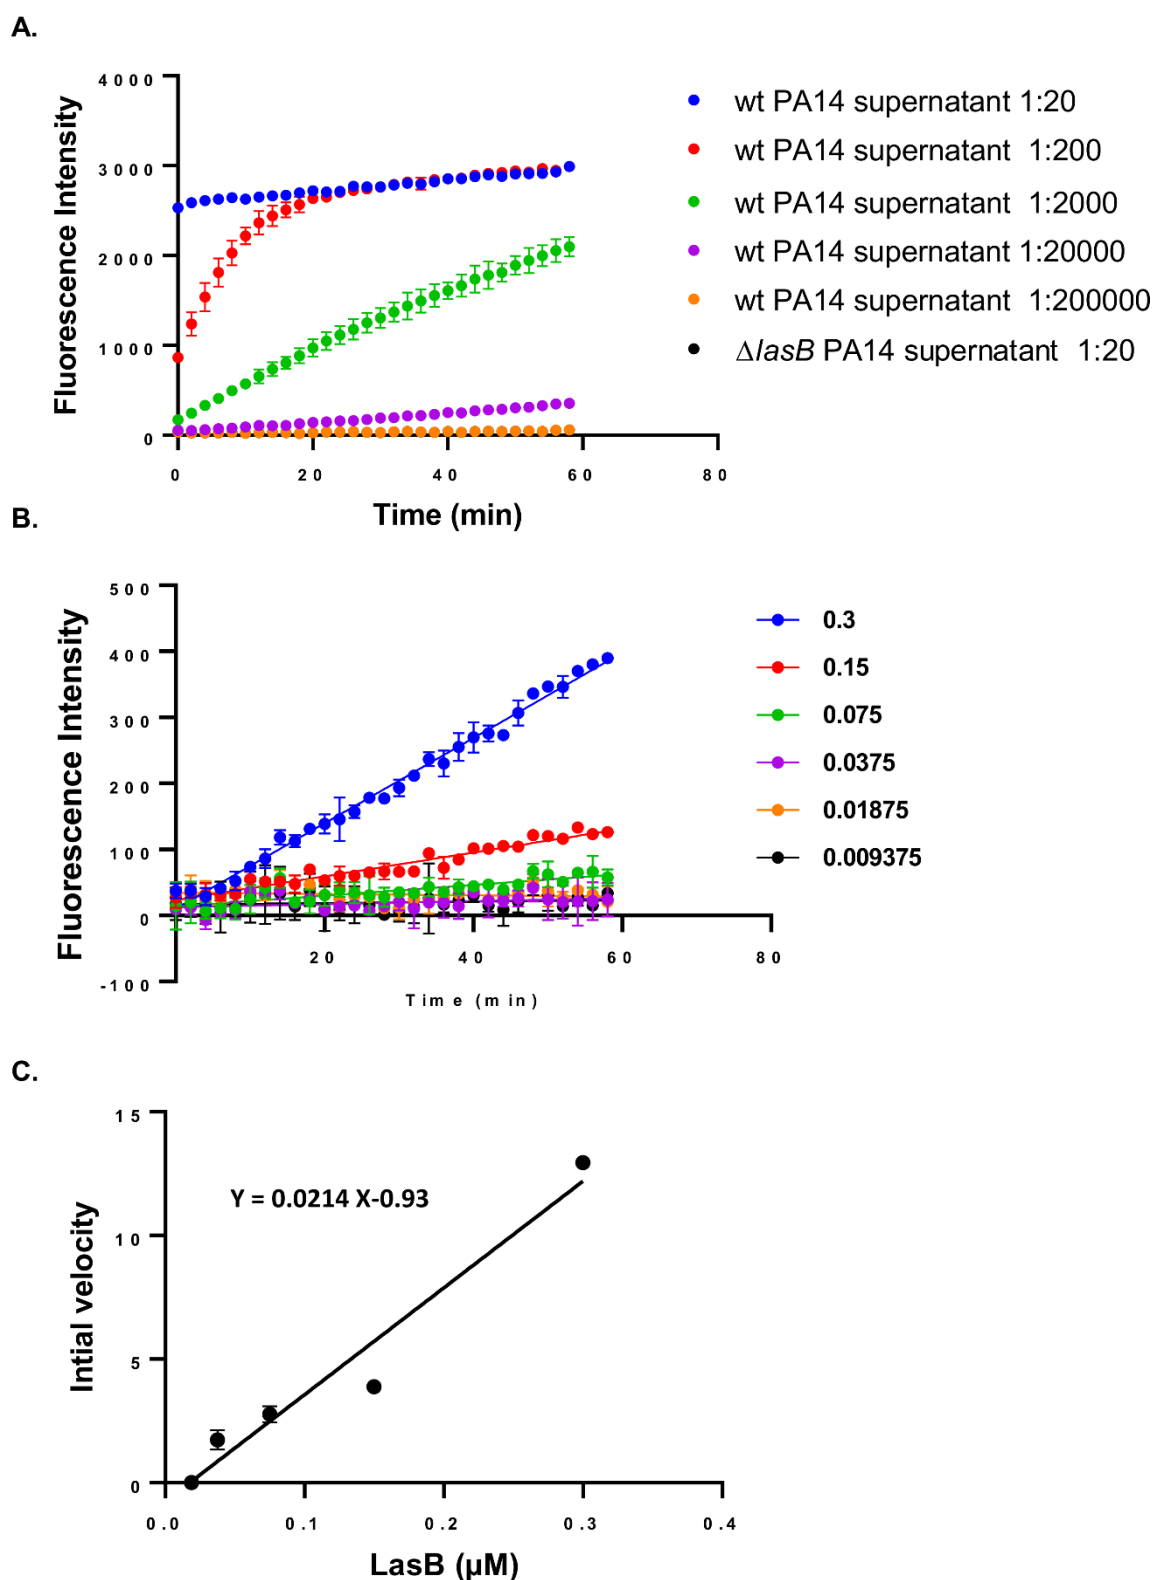 A.
4000
3000
2000
1000
0
Fluorescence Intensity
0 20 40 60 80
Time (min)
wt PA14 supernatant 1:20
wt PA14 supernatant 1:200
wt PA14 supernatant 1:2000
wt PA14 supernatant 1:20000
wt PA14 supernatant 1:200000
ΔlasB PA14 supernatant 1:20
B.
500
400
300
200
100
0
-100
Fluorescence Intensity
20 40 60 80
Time (min)
0.3
0.15
0.075
0.0375
0.01875
0.009375
C.
15
10
5
0
Intial velocity
Y = 0.0214 X-0.93
0.0 0.1 0.2 0.3 0.4
LasB (µM)